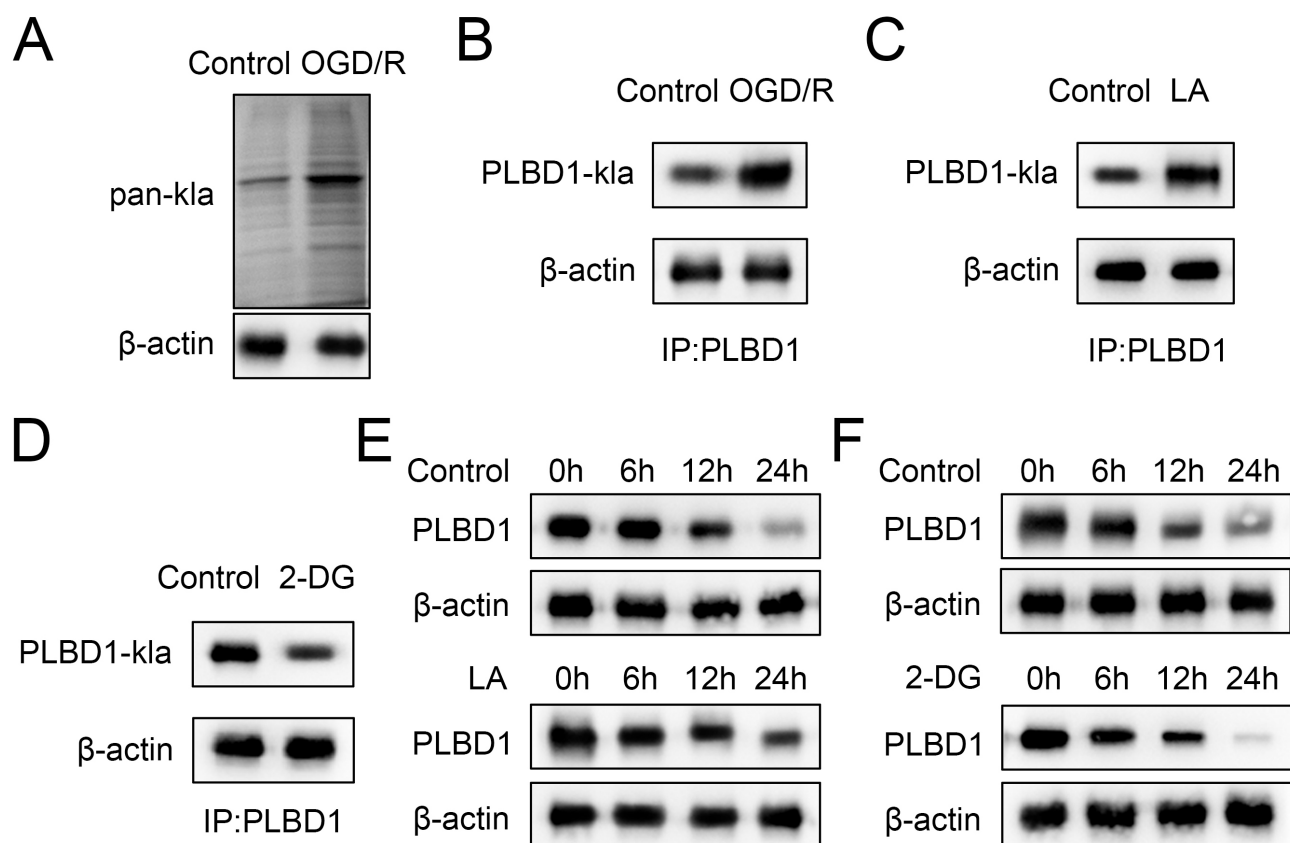 A
Control OGD/R
pan-kla
β-actin
B
Control OGD/R
PLBD1-kla
β-actin
IP:PLBD1
C
Control LA
PLBD1-kla
β-actin
IP:PLBD1
D
Control 2-DG
PLBD1-kla
β-actin
IP:PLBD1
E
Control 0h 6h 12h 24h
PLBD1
β-actin
LA 0h 6h 12h 24h
PLBD1
β-actin
F
Control 0h 6h 12h 24h
PLBD1
β-actin
2-DG 0h 6h 12h 24h
PLBD1
β-actin